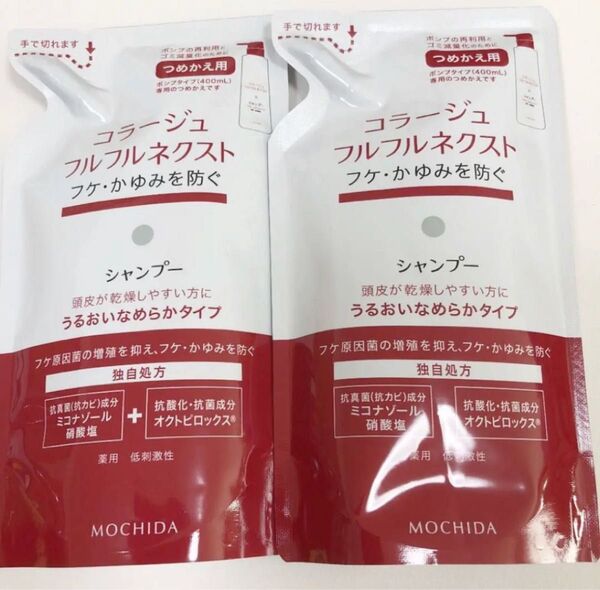 手で切れます
ポンプの再利用と
ゴミ減量化のために
つめかえ用
ポンプタイプ(400mL)
専用のつめかえです
コラージュ
フルフルネクスト
フケ・かゆみを防ぐ
シャンプー
頭皮が乾燥しやすい方に
うるおいなめらかタイプ
フケ原因菌の増殖を抑え、フケ・かゆみを防ぐ
独自処方
抗真菌(抗カビ)成分
ミコナゾール
硝酸塩
+
抗酸化・抗菌成分
オクトピロックス®
薬用 低刺激性
MOCHIDA
手で切れます
ポンプの再利用と
ゴミ減量化のために
つめかえ用
ポンプタイプ(400mL)
専用のつめかえです
コラージュ
フルフルネクスト
フケ・かゆみを防ぐ
シャンプー
頭皮が乾燥しやすい方に
うるおいなめらかタイプ
フケ原因菌の増殖を抑え、フケ・かゆみを防ぐ
独自処方
抗真菌(抗カビ)成分
ミコナゾール
硝酸塩
抗酸化・抗菌成分
オクトピロックス®
薬用 低刺激性
MOCHIDA